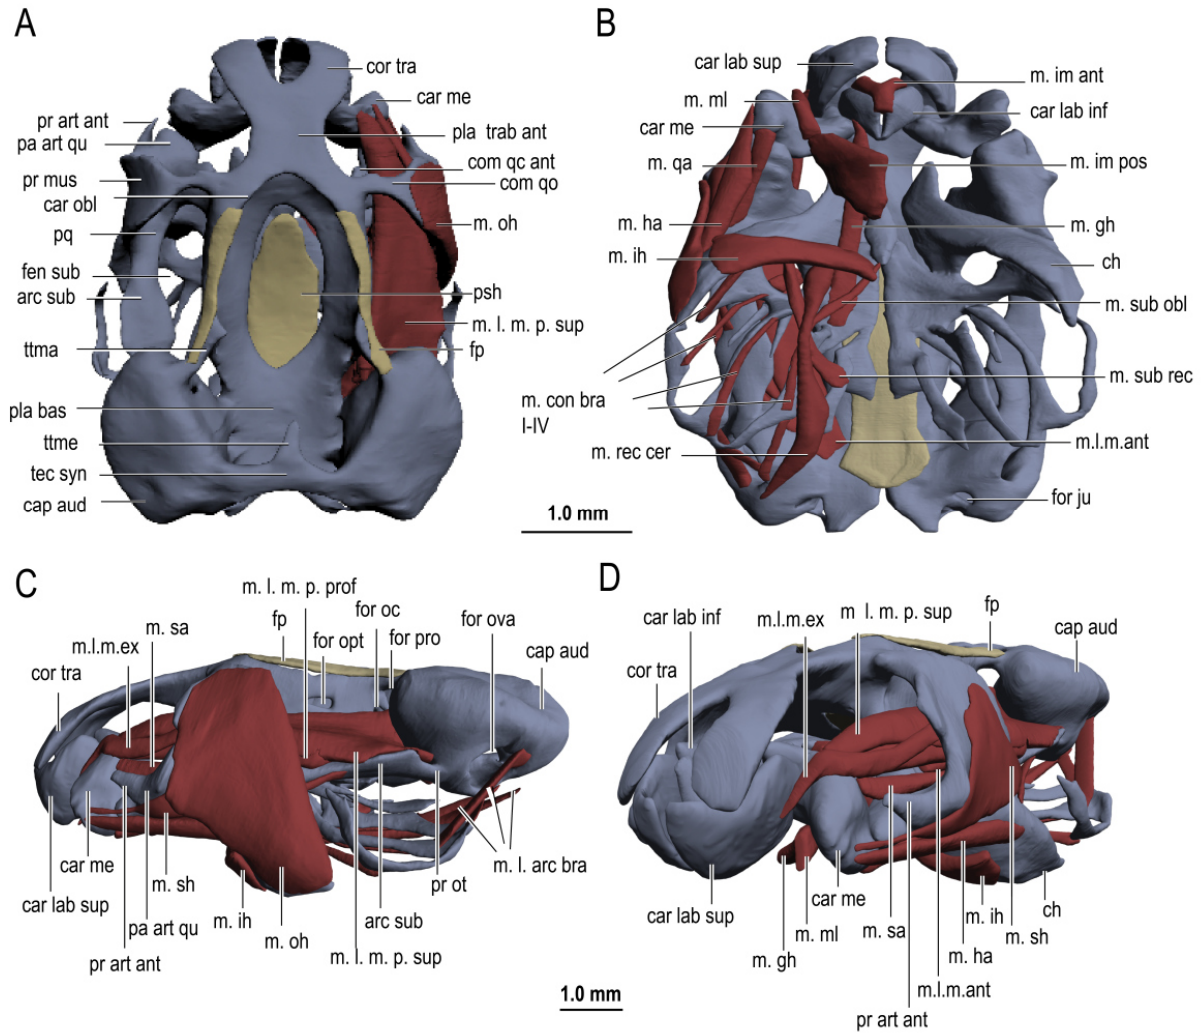 A
cor tra
car me
pr art ant
pa art qu
pla trab ant
com qc ant
pr mus
com qo
car obl
pq
m. oh
fen sub
arc sub
psh
m. l. m. p. sup
ttma
fp
pla bas
ttme
tec syn
cap aud
1.0 mm
B
car lab sup
m. im ant
m. ml
car lab inf
car me
m. qa
m. im pos
m. ha
m. gh
m. ih
ch
m. sub obl
m. sub rec
m. con bra
I-IV
m. rec cer
m.l.m.ant
for ju
C
m. l. m. p. prof
fp
for oc
for opt
for pro
for ova
m. sa
m.l.m.ex
cap aud
cor tra
car me
m. sh
m. l. arc bra
car lab sup
pa art qu
m. ih
pr ot
arc sub
m. oh
pr art ant
m. l. m. p. sup
1.0 mm
D
m l. m. p. sup
fp
car lab inf
m.l.m.ex
cap aud
cor tra
car lab sup
car me
ch
m. ih
m. ml
m. sa
m. sh
m. gh
m. ha
m.l.m.ant
pr art ant